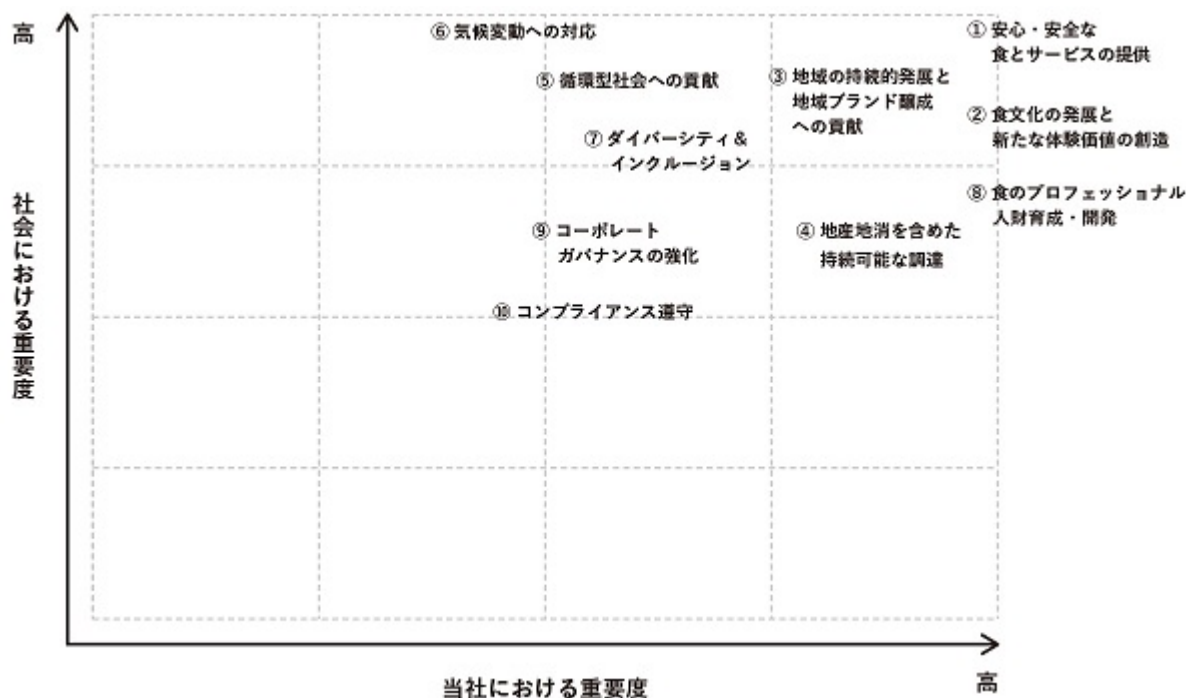 高
⑥ 気候変動への対応
① 安心・安全な
食とサービスの提供
⑤ 循環型社会への貢献
③ 地域の持続的発展と
地域ブランド醸成
への貢献
② 食文化の発展と
新たな体験価値の創造
⑦ ダイバーシティ&
インクルージョン
⑧ 食のプロフェッショナル
人財育成・開発
⑨ コーポレート
ガバナンスの強化
④ 地産地消を含めた
持続可能な調達
⑩ コンプライアンス遵守
社会における重要度
当社における重要度
高